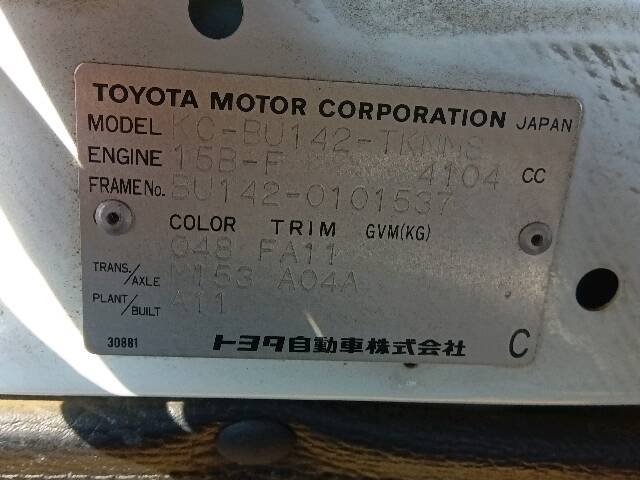 TOYOTA MOTOR CORPORATION JAPAN
MODEL KC-BU142-TKNMS
ENGINE 15B-F 4104 CC
FRAME No. BU142-0101537
COLOR TRIM GVM(KG)
048 FA11
TRANS./AXLE M153 A04A
PLANT/BUILT A11
30881 トヨタ自動車株式会社 C